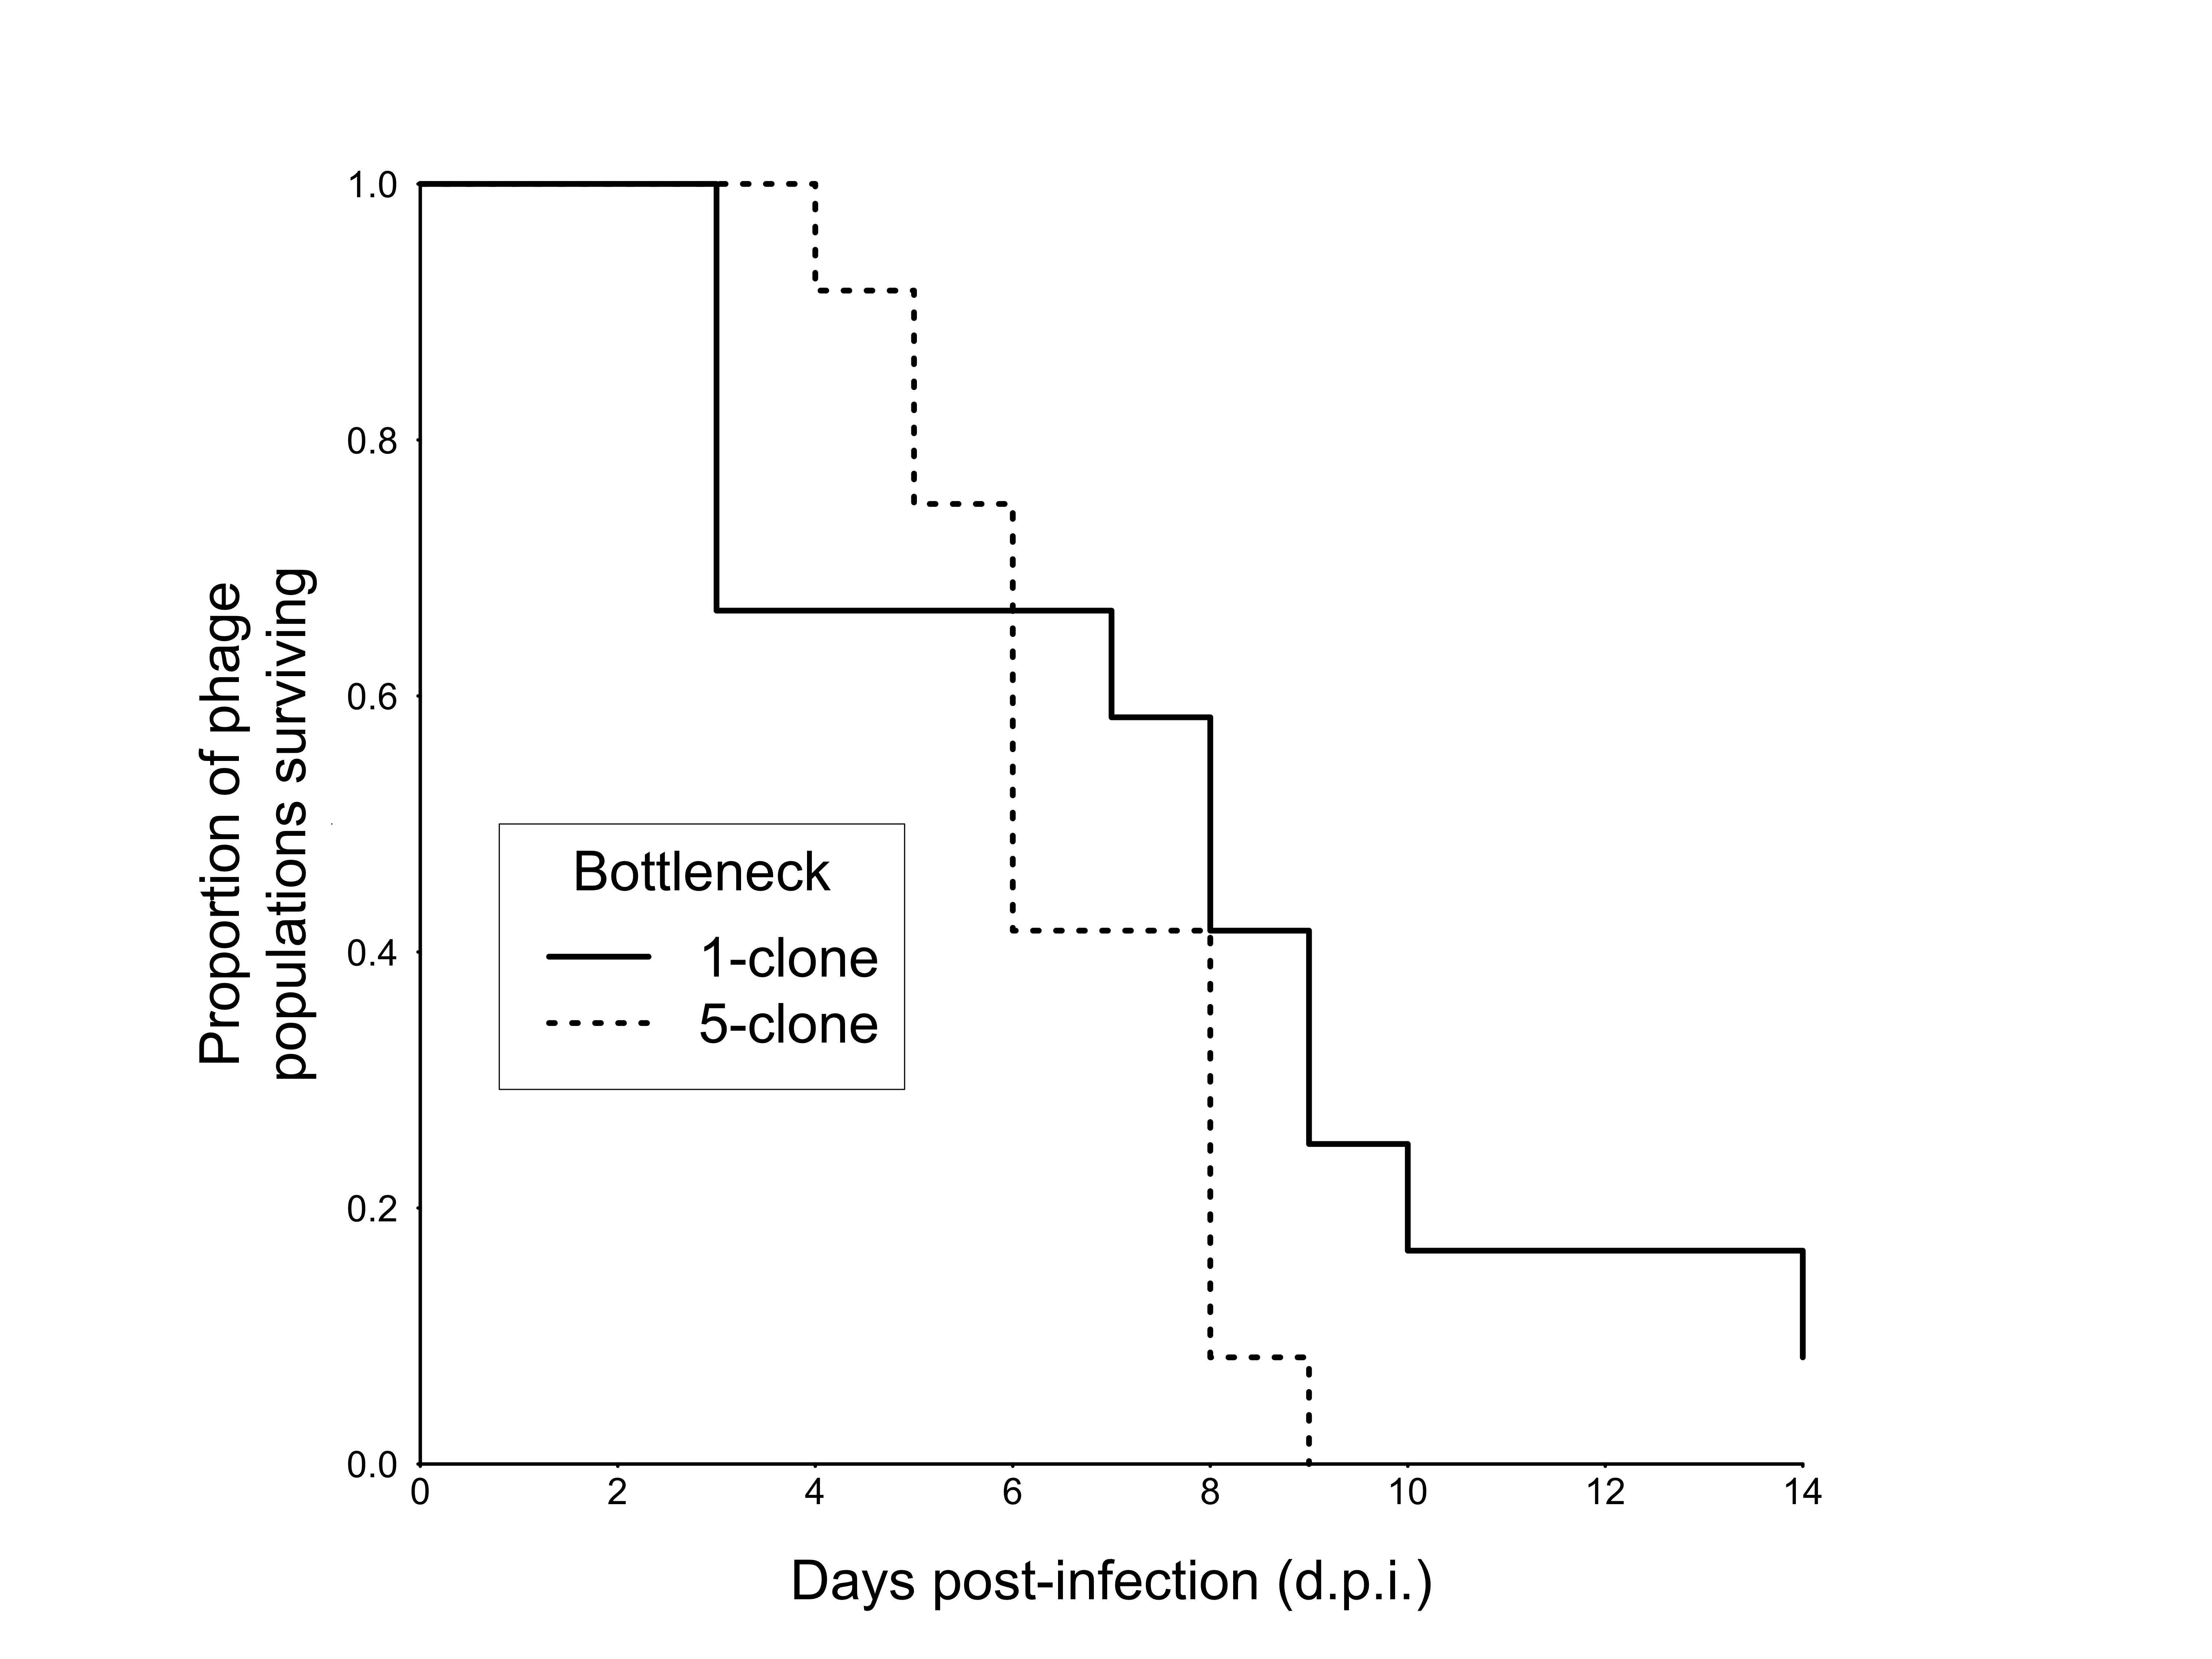 Proportion of phage
populations surviving
1.0
0.8
0.6
0.4
0.2
0.0
Bottleneck
1-clone
5-clone
0 2 4 6 8 10 12 14
Days post-infection (d.p.i.)